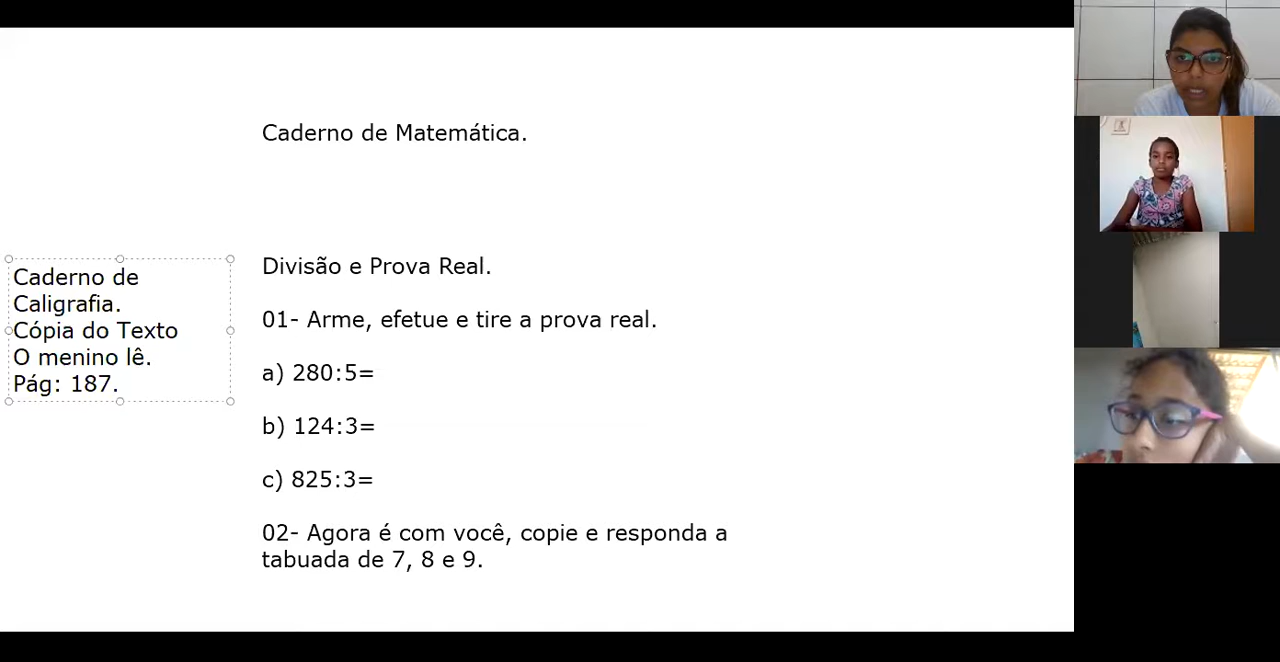 Caderno de Matemática.
Caderno de
Caligrafia.
Cópia do Texto
O menino lê.
Pág: 187.
Divisão e Prova Real.
01- Arme, efetue e tire a prova real.
a) 280:5=
b) 124:3=
c) 825:3=
02- Agora é com você, copie e responda a
tabuada de 7, 8 e 9.